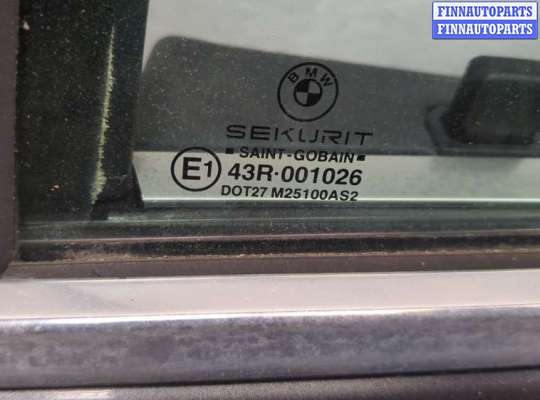 FINNAUTOPARTS
FINNAUTOPARTS
BMW
SEKURIT
SAINT-GOBAIN
E1 43R·001026
DOT27 M25100AS2